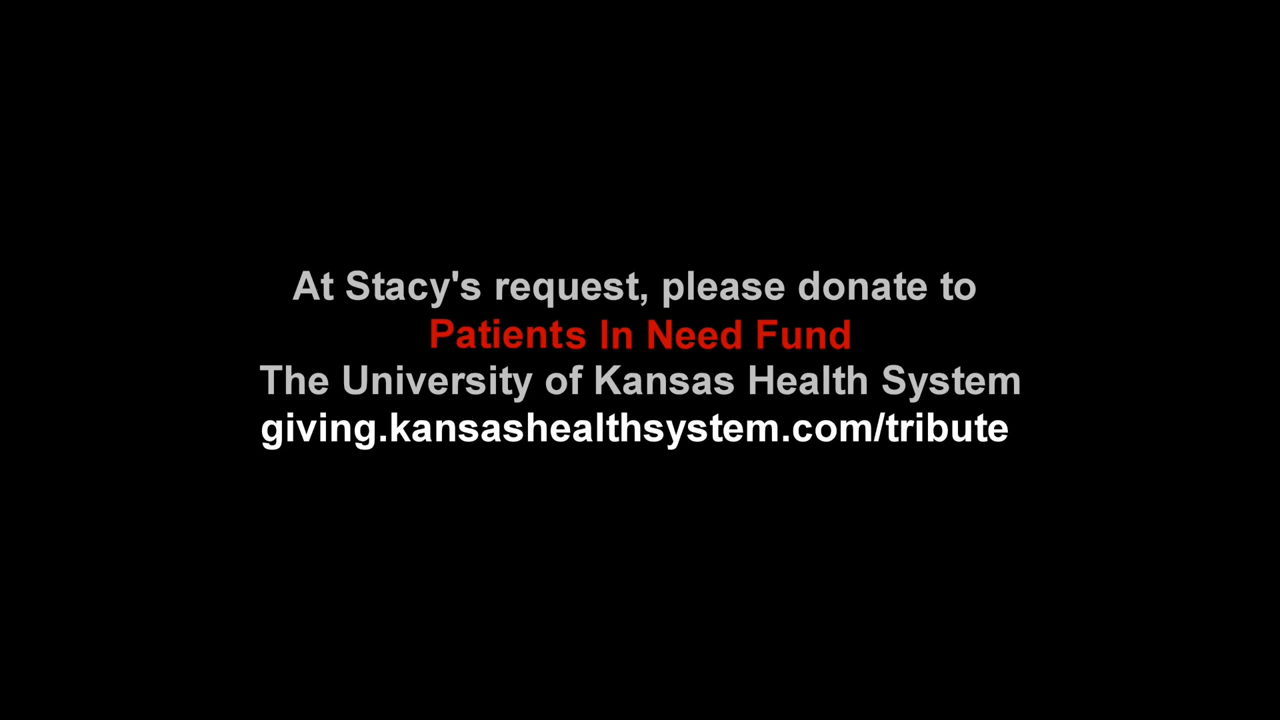 At Stacy's request, please donate to
Patients In Need Fund
The University of Kansas Health System
giving.kansashealthsystem.com/tribute